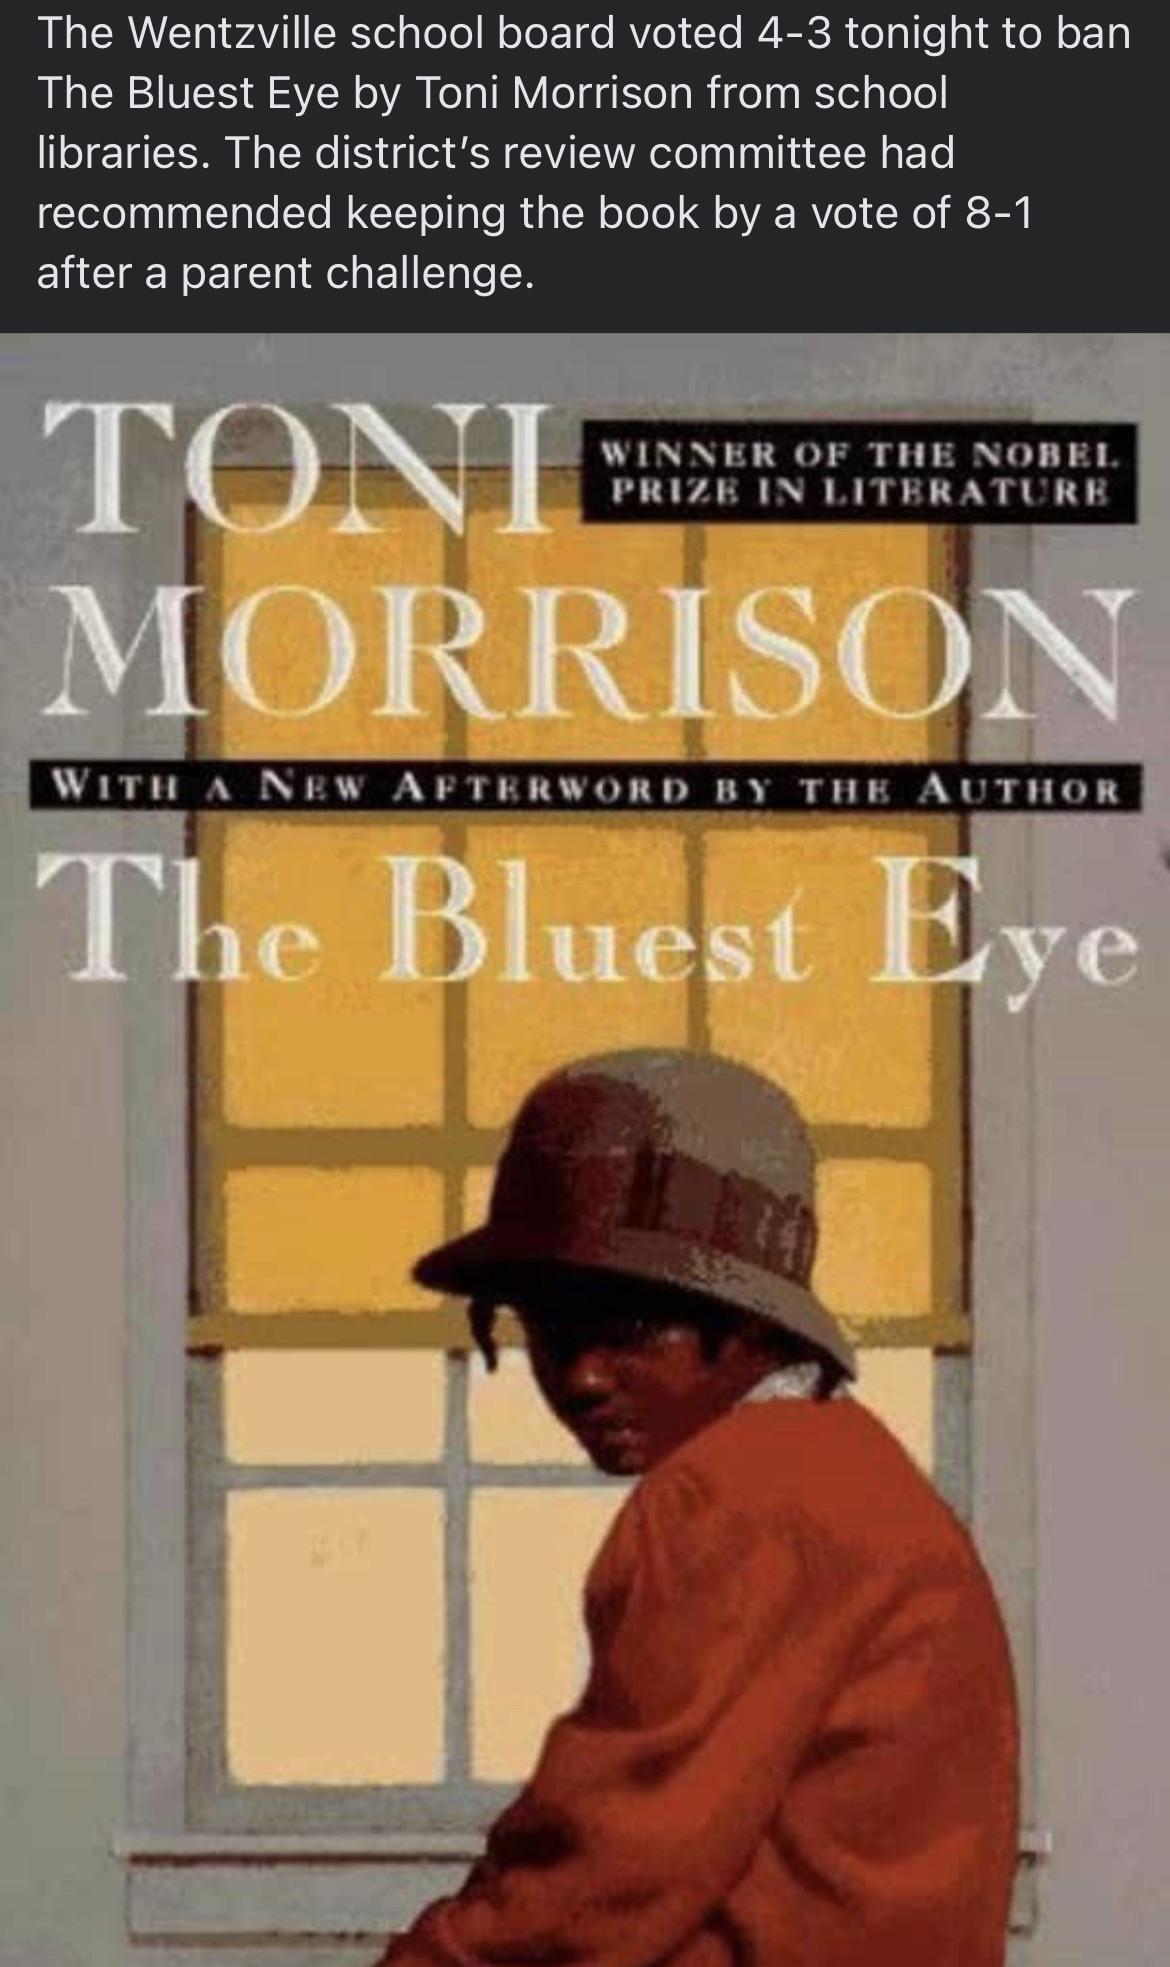 The Wentzville school board voted 4-3 tonight to ban
The Bluest Eye by Toni Morrison from school
libraries. The district’s review committee had
recommended keeping the book by a vote of 8-1
after a parent challenge.
TONI
WINNER OF THE NOBEL
PRIZE IN LITERATURE
MORRISON
WITH A NEW AFTERWORD BY THE AUTHOR
The Bluest Eye